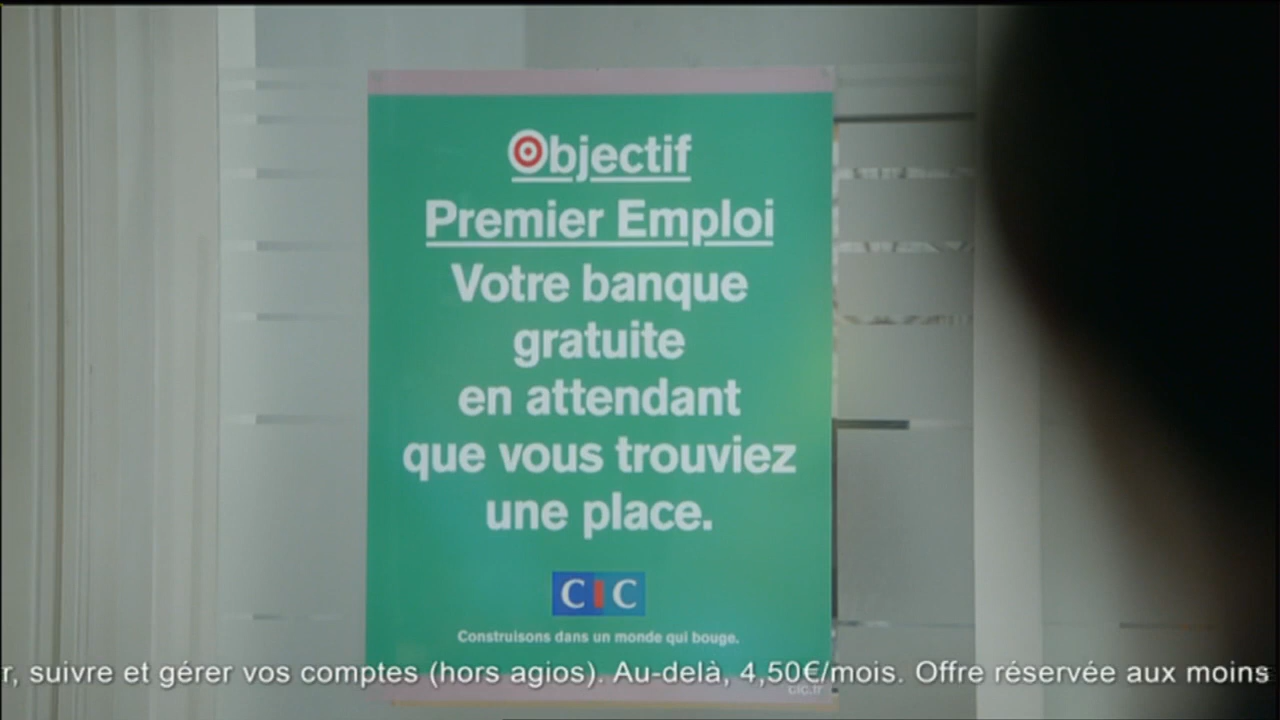 Objectif
Premier Emploi
Votre banque
gratuite
en attendant
que vous trouviez
une place.
CIC
Construisons dans un monde qui bouge.
r, suivre et gérer vos comptes (hors agios). Au-delà, 4,50€/mois. Offre réservée aux moins
cic.fr